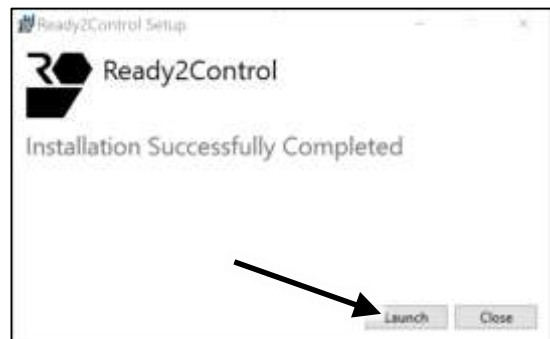 Ready2Control Setup
Ready2Control
Installation Successfully Completed
Launch Close